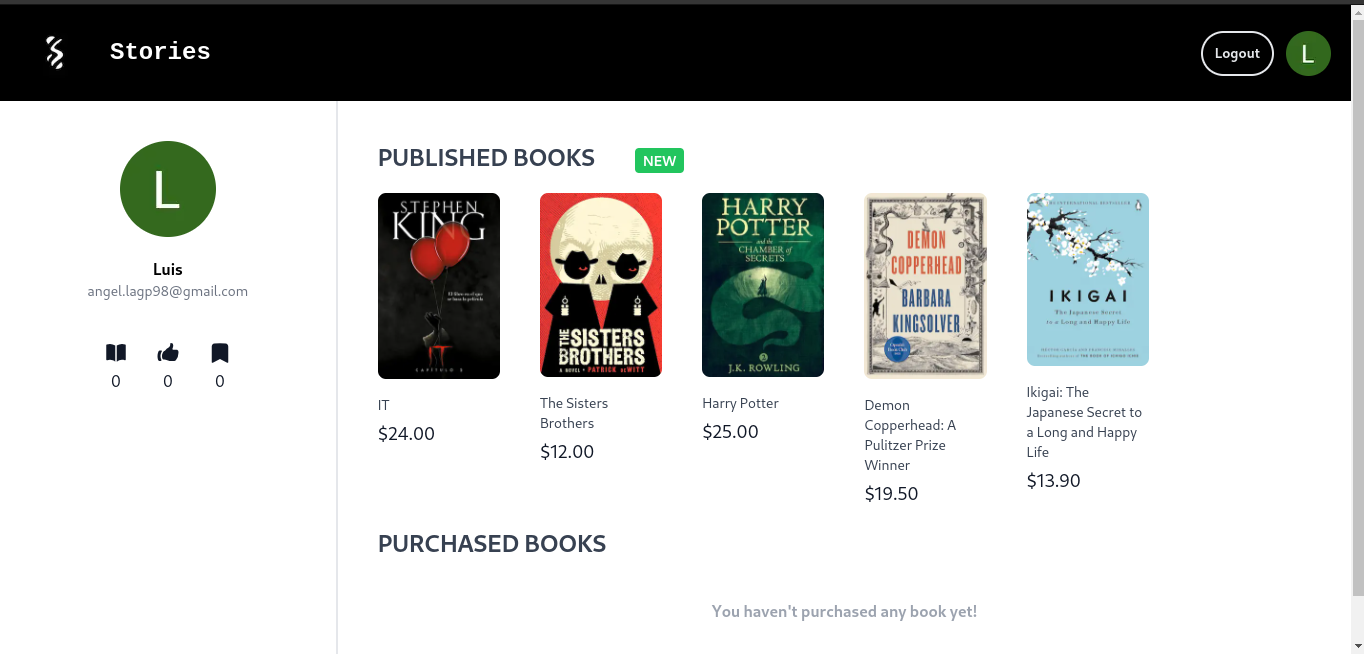 Stories
Logout
L
L
Luis
angel.lagp98@gmail.com
0 0 0
PUBLISHED BOOKS
NEW
STEPHEN
KING
CAPITULO 2
IT
$24.00
THE
SISTERS
BROTHERS
A NOVEL • PATRICK DEWITT
The Sisters
Brothers
$12.00
HARRY
POTTER
and the
CHAMBER of
SECRETS
J.K. ROWLING
Harry Potter
$25.00
DEMON
COPPERHEAD
BARBARA
KINGSOLVER
Demon
Copperhead: A
Pulitzer Prize
Winner
$19.50
INTERNATIONAL BESTSELLER
IKIGAI
The Japanese Secret
to a Long and Happy Life
Ikigai: The
Japanese Secret to
a Long and Happy
Life
$13.90
PURCHASED BOOKS
You haven't purchased any book yet!